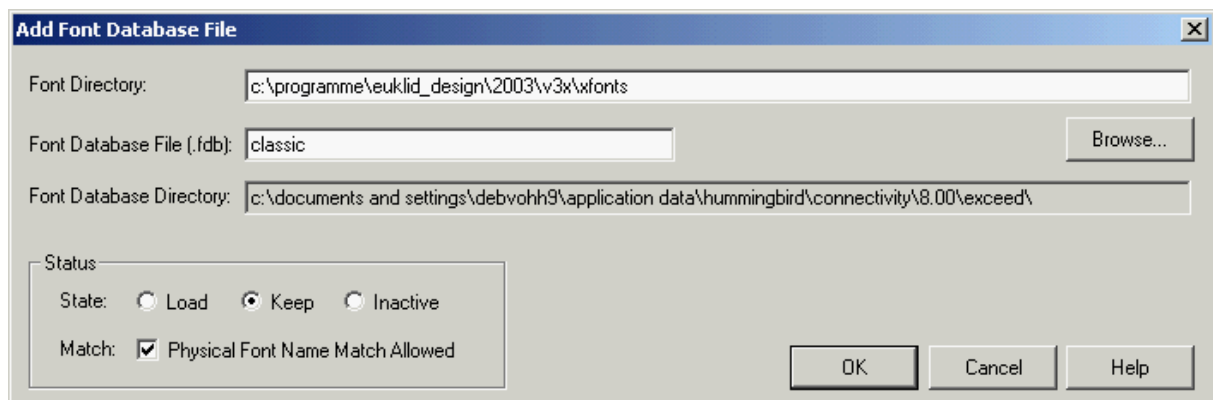 Add Font Database File
Font Directory: c:\programme\euklid_design\2003\v3x\xfonts
Font Database File (.fdb): classic Browse...
Font Database Directory: c:\documents and settings\debvohh9\application data\hummingbird\connectivity\8.00\exceed\
Status
State: Load Keep Inactive
Match: Physical Font Name Match Allowed
OK Cancel Help